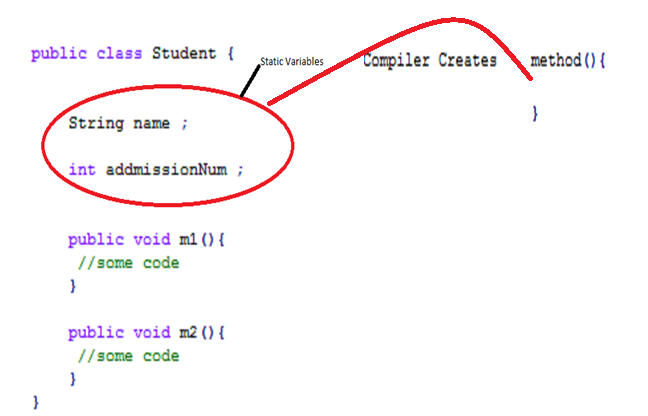 public class Student {
Static Variables
Compiler Creates method(){
}
String name ;
int addmissionNum ;
public void m1(){
//some code
}
public void m2(){
//some code
}
}